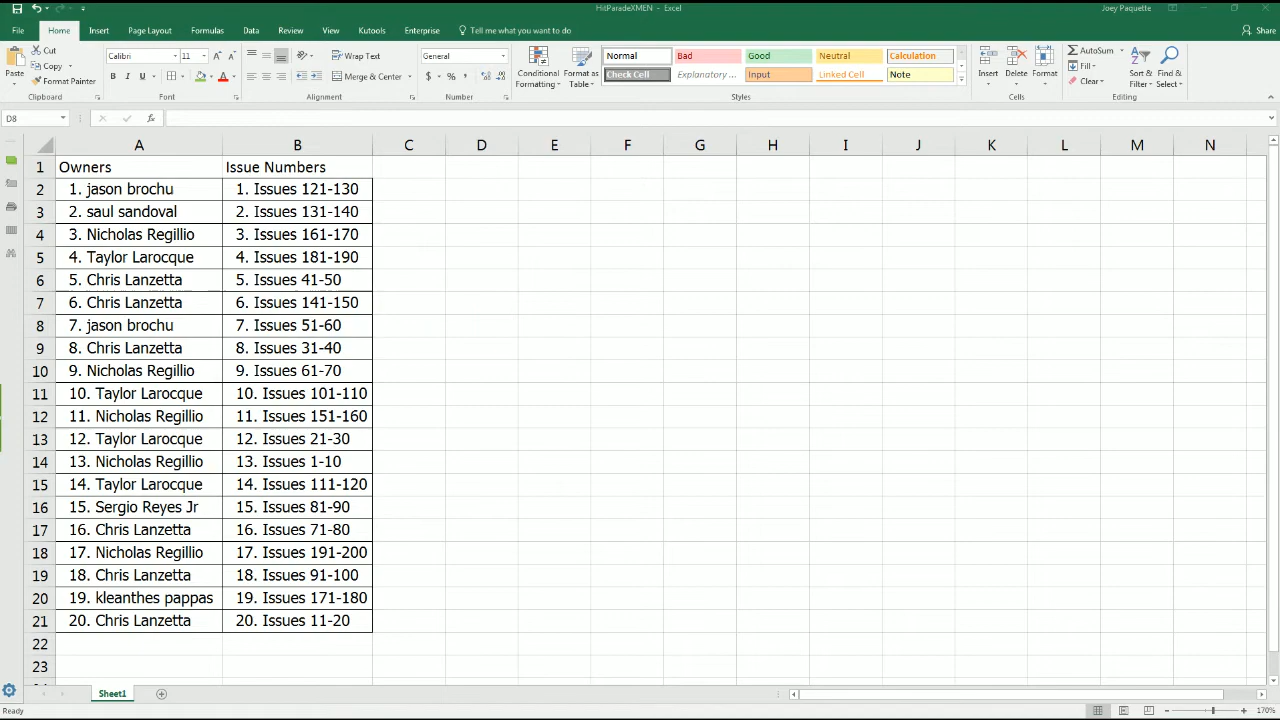 HitParadeXMEN - Excel
Joey Paquette
File Home Insert Page Layout Formulas Data Review View Kutools Enterprise Tell me what you want to do Share
Paste
Cut
Copy
Format Painter
Clipboard
Calibri 11
B I U
Font
Wrap Text
Merge & Center
Alignment
General
$ % ,
Number
Conditional Formatting
Format as Table
Normal Bad Good Neutral Calculation
Check Cell Explanatory ... Input Linked Cell Note
Styles
Insert Delete Format
Cells
AutoSum
Fill
Clear
Sort & Filter
Find & Select
Editing
D8 fx
A B C D E F G H I J K L M N
1 Owners Issue Numbers
2 1. jason brochu 1. Issues 121-130
3 2. saul sandoval 2. Issues 131-140
4 3. Nicholas Regillio 3. Issues 161-170
5 4. Taylor Larocque 4. Issues 181-190
6 5. Chris Lanzetta 5. Issues 41-50
7 6. Chris Lanzetta 6. Issues 141-150
8 7. jason brochu 7. Issues 51-60
9 8. Chris Lanzetta 8. Issues 31-40
10 9. Nicholas Regillio 9. Issues 61-70
11 10. Taylor Larocque 10. Issues 101-110
12 11. Nicholas Regillio 11. Issues 151-160
13 12. Taylor Larocque 12. Issues 21-30
14 13. Nicholas Regillio 13. Issues 1-10
15 14. Taylor Larocque 14. Issues 111-120
16 15. Sergio Reyes Jr 15. Issues 81-90
17 16. Chris Lanzetta 16. Issues 71-80
18 17. Nicholas Regillio 17. Issues 191-200
19 18. Chris Lanzetta 18. Issues 91-100
20 19. kleanthes pappas 19. Issues 171-180
21 20. Chris Lanzetta 20. Issues 11-20
22
23
Sheet1
Ready
170%